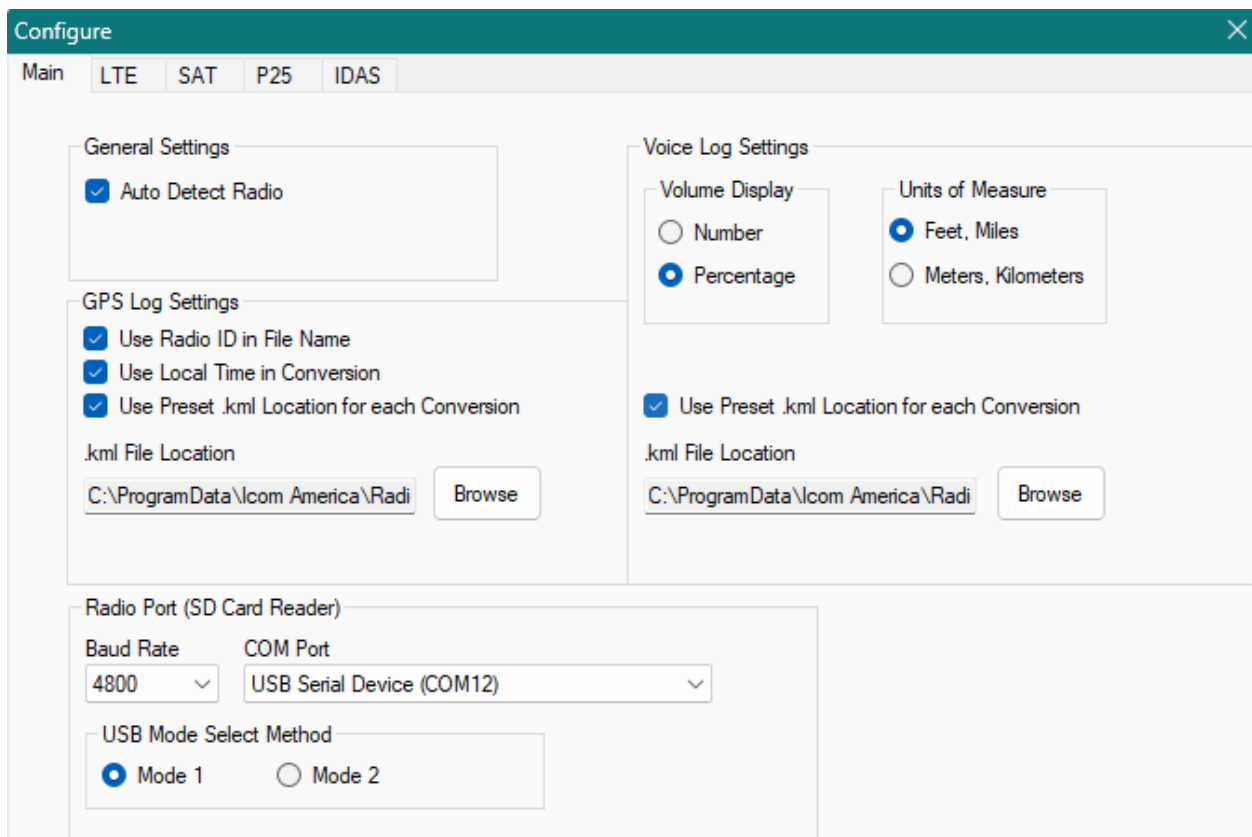 Configure
Main LTE SAT P25 IDAS
General Settings
Auto Detect Radio
GPS Log Settings
Use Radio ID in File Name
Use Local Time in Conversion
Use Preset .kml Location for each Conversion
.kml File Location
C:\ProgramData\Icom America\Radi Browse
Voice Log Settings
Volume Display
Number
Percentage
Units of Measure
Feet, Miles
Meters, Kilometers
Use Preset .kml Location for each Conversion
.kml File Location
C:\ProgramData\Icom America\Radi Browse
Radio Port (SD Card Reader)
Baud Rate COM Port
4800 USB Serial Device (COM12)
USB Mode Select Method
Mode 1 Mode 2